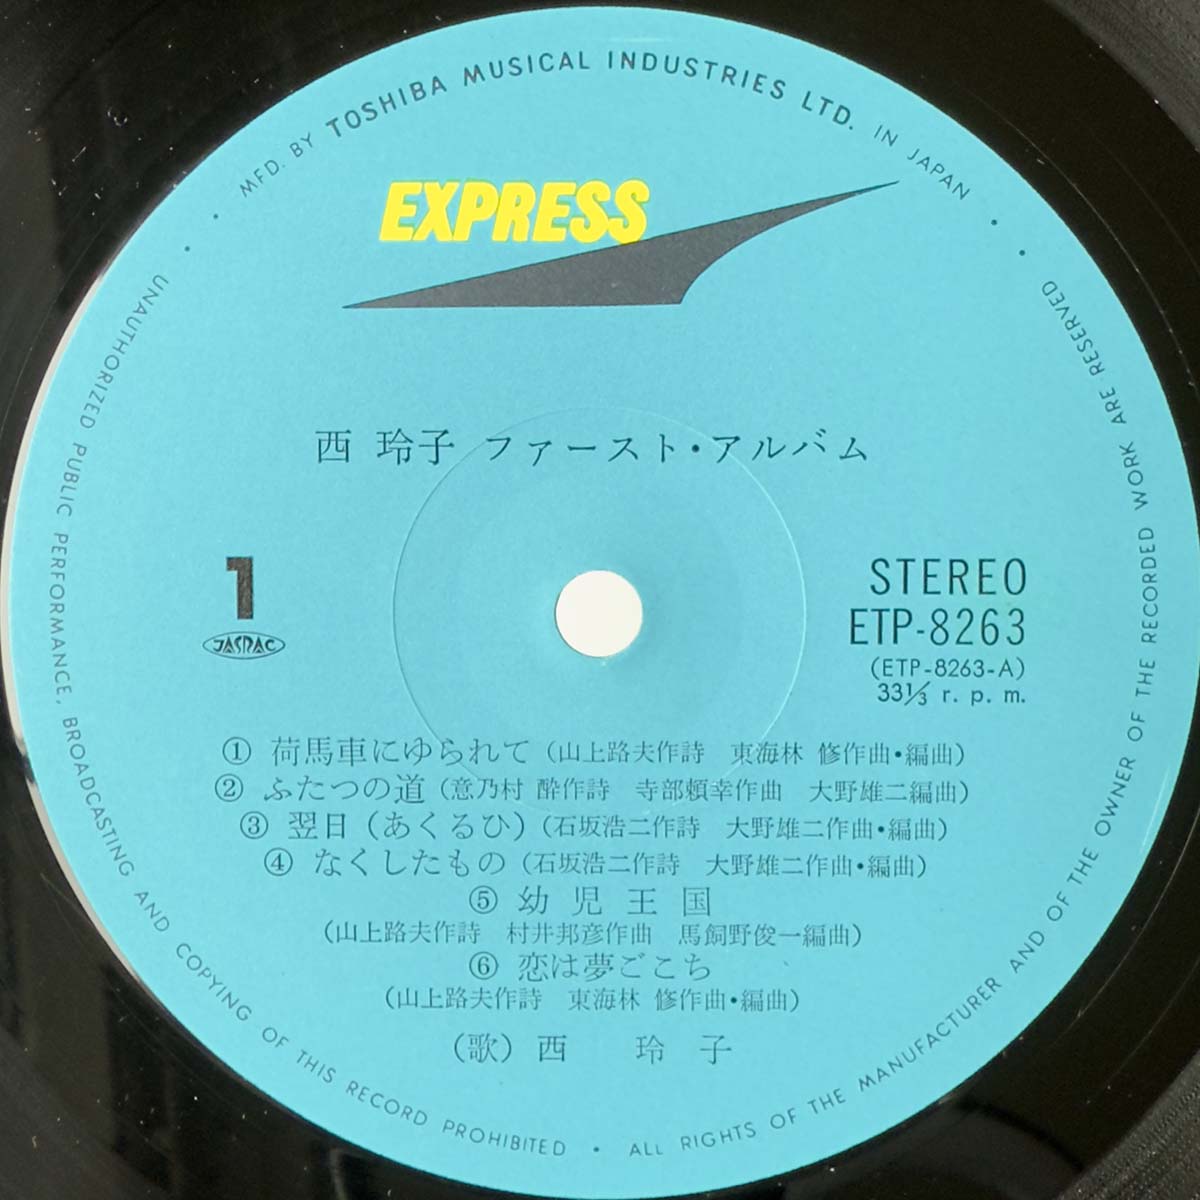 MFD. BY TOSHIBA MUSICAL INDUSTRIES LTD. IN JAPAN
EXPRESS
西 玲子 ファースト・アルバム
1
JASRAC
STEREO
ETP-8263
(ETP-8263-A)
33⅓ r. p. m.
① 荷馬車にゆられて (山上路夫作詩 東海林 修作曲・編曲)
② ふたつの道 (意乃村 酔作詩 寺部頼幸作曲 大野雄二編曲)
③ 翌日 (あくるひ) (石坂浩二作詩 大野雄二作曲・編曲)
④ なくしたもの (石坂浩二作詩 大野雄二作曲・編曲)
⑤ 幼児王国
(山上路夫作詩 村井邦彦作曲 馬飼野俊一編曲)
⑥ 恋は夢ごこち
(山上路夫作詩 東海林 修作曲・編曲)
(歌) 西 玲子
UNAUTHORIZED PUBLIC PERFORMANCE, BROADCASTING AND COPYING OF THIS RECORD PROHIBITED • ALL RIGHTS OF THE MANUFACTURER AND OF THE OWNER OF THE RECORDED WORK ARE RESERVED